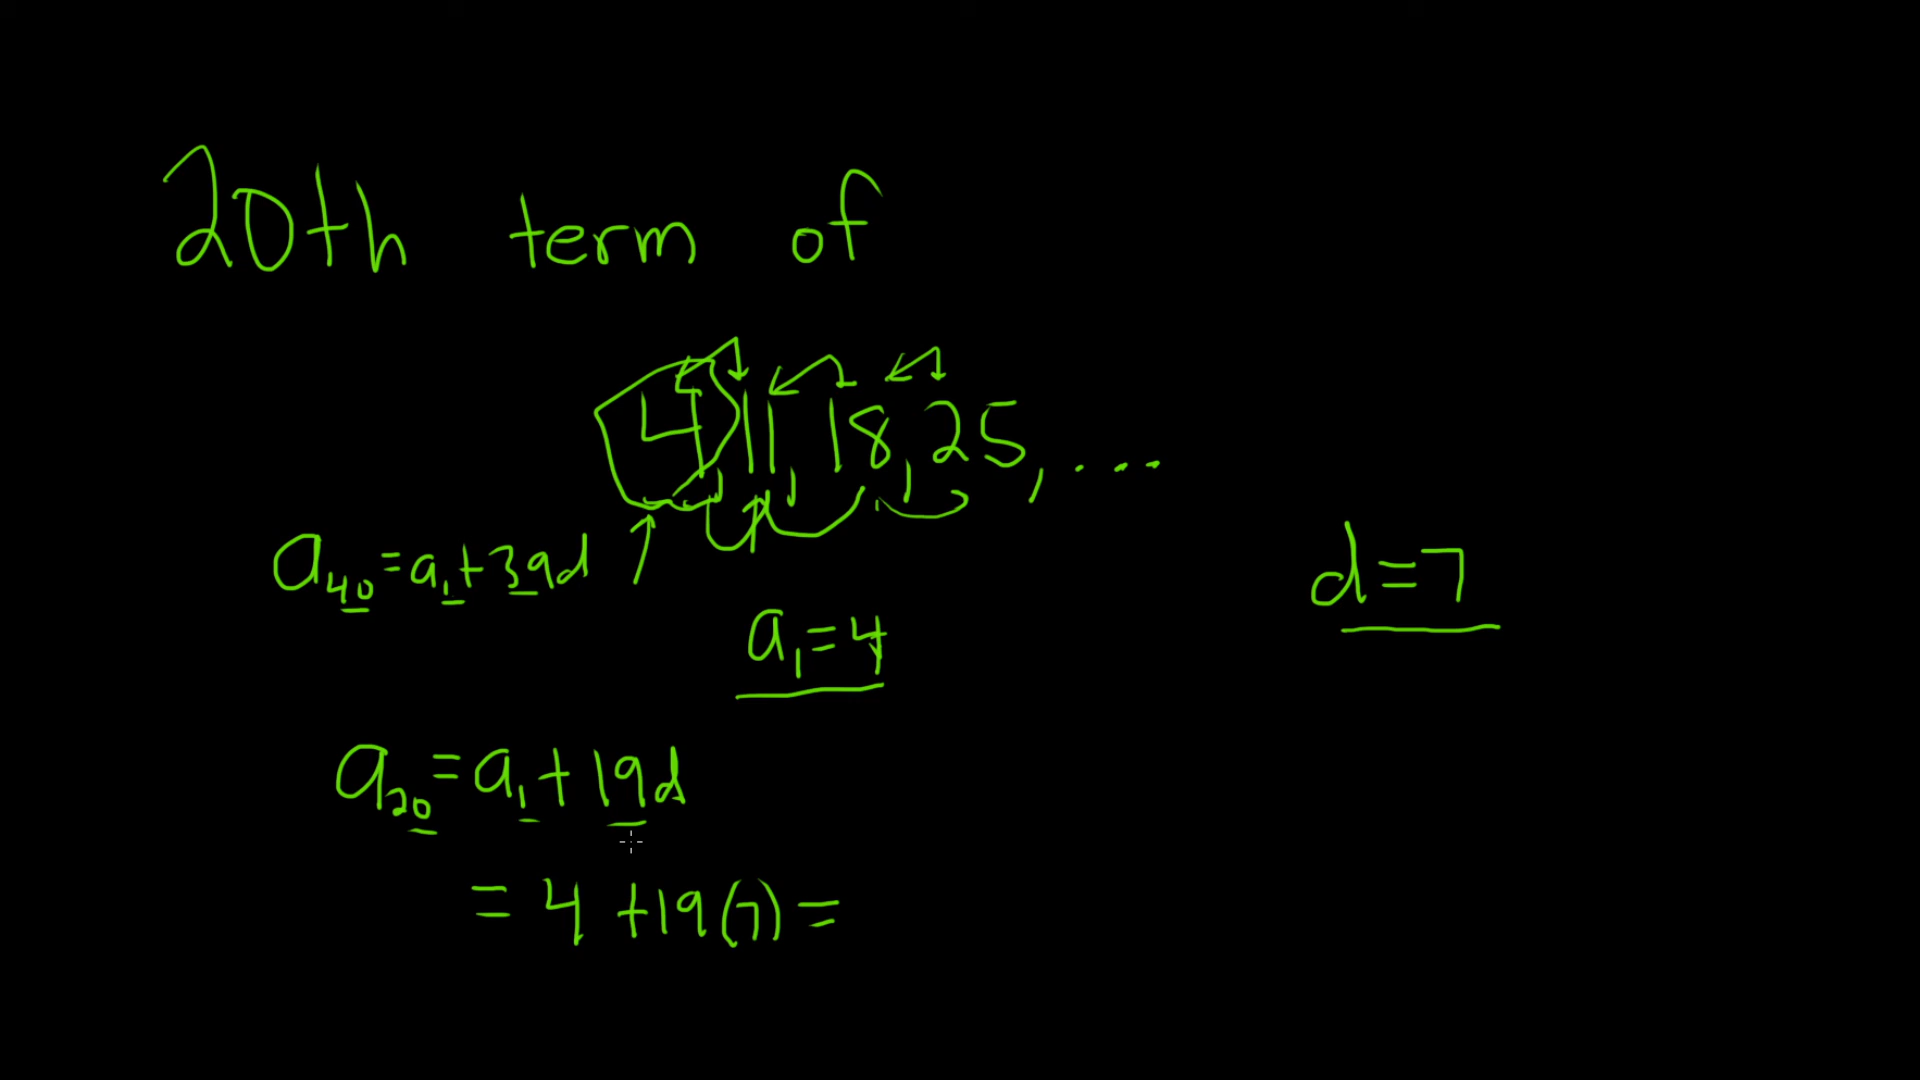 20th term of
4, 11, 18, 25, ....
a₄₀ = a₁ + 39d
d = 7
a₁ = 4
a₂₀ = a₁ + 19d
= 4 + 19(7) =